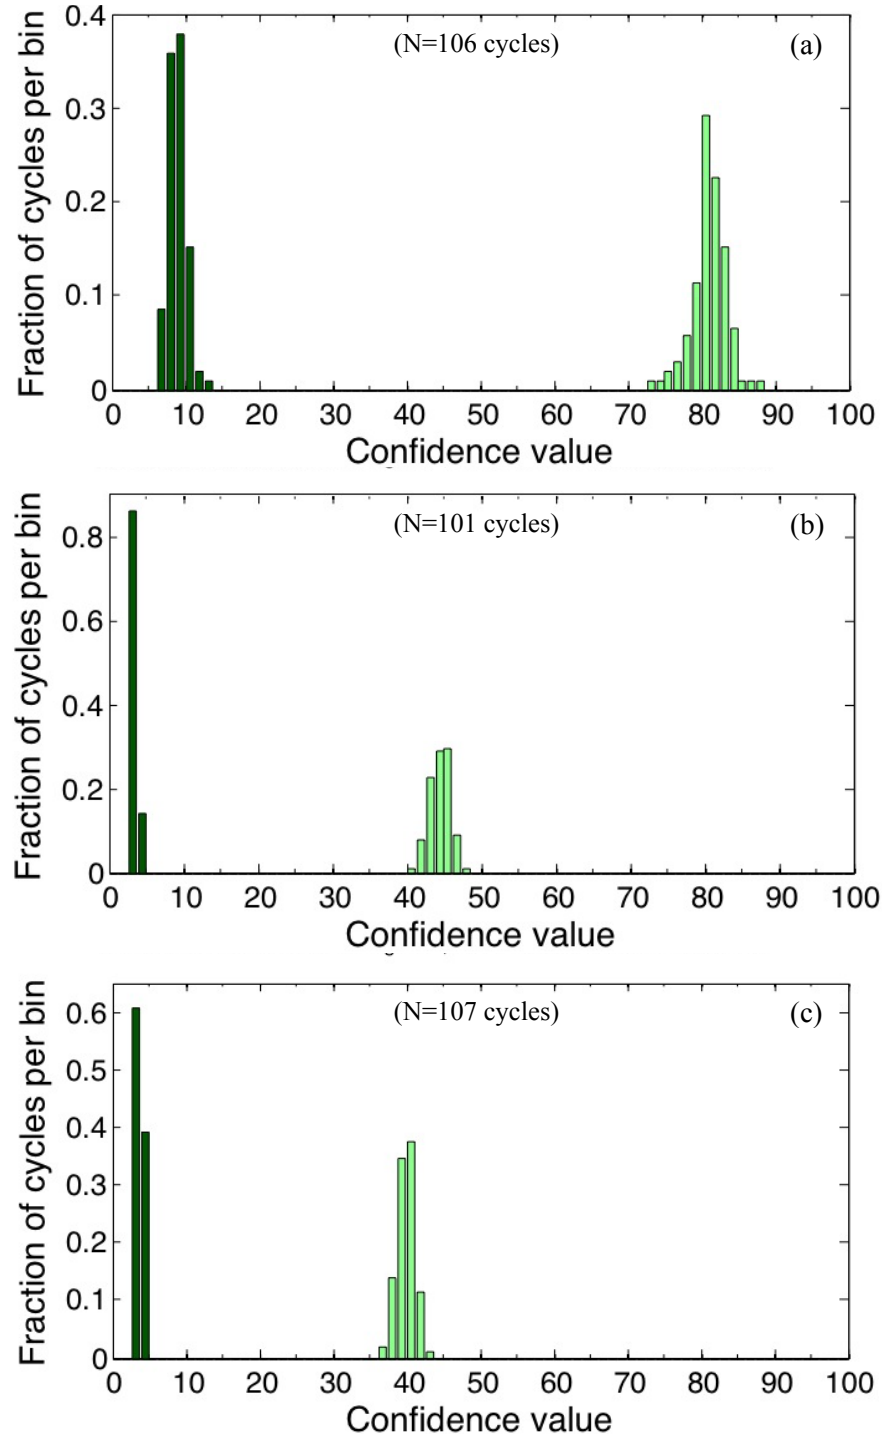 Fraction of cycles per bin
0.4
0.3
0.2
0.1
0
(N=106 cycles)
(a)
0 10 20 30 40 50 60 70 80 90 100
Confidence value
Fraction of cycles per bin
0.8
0.6
0.4
0.2
0
(N=101 cycles)
(b)
0 10 20 30 40 50 60 70 80 90 100
Confidence value
Fraction of cycles per bin
0.6
0.5
0.4
0.3
0.2
0.1
0
(N=107 cycles)
(c)
0 10 20 30 40 50 60 70 80 90 100
Confidence value